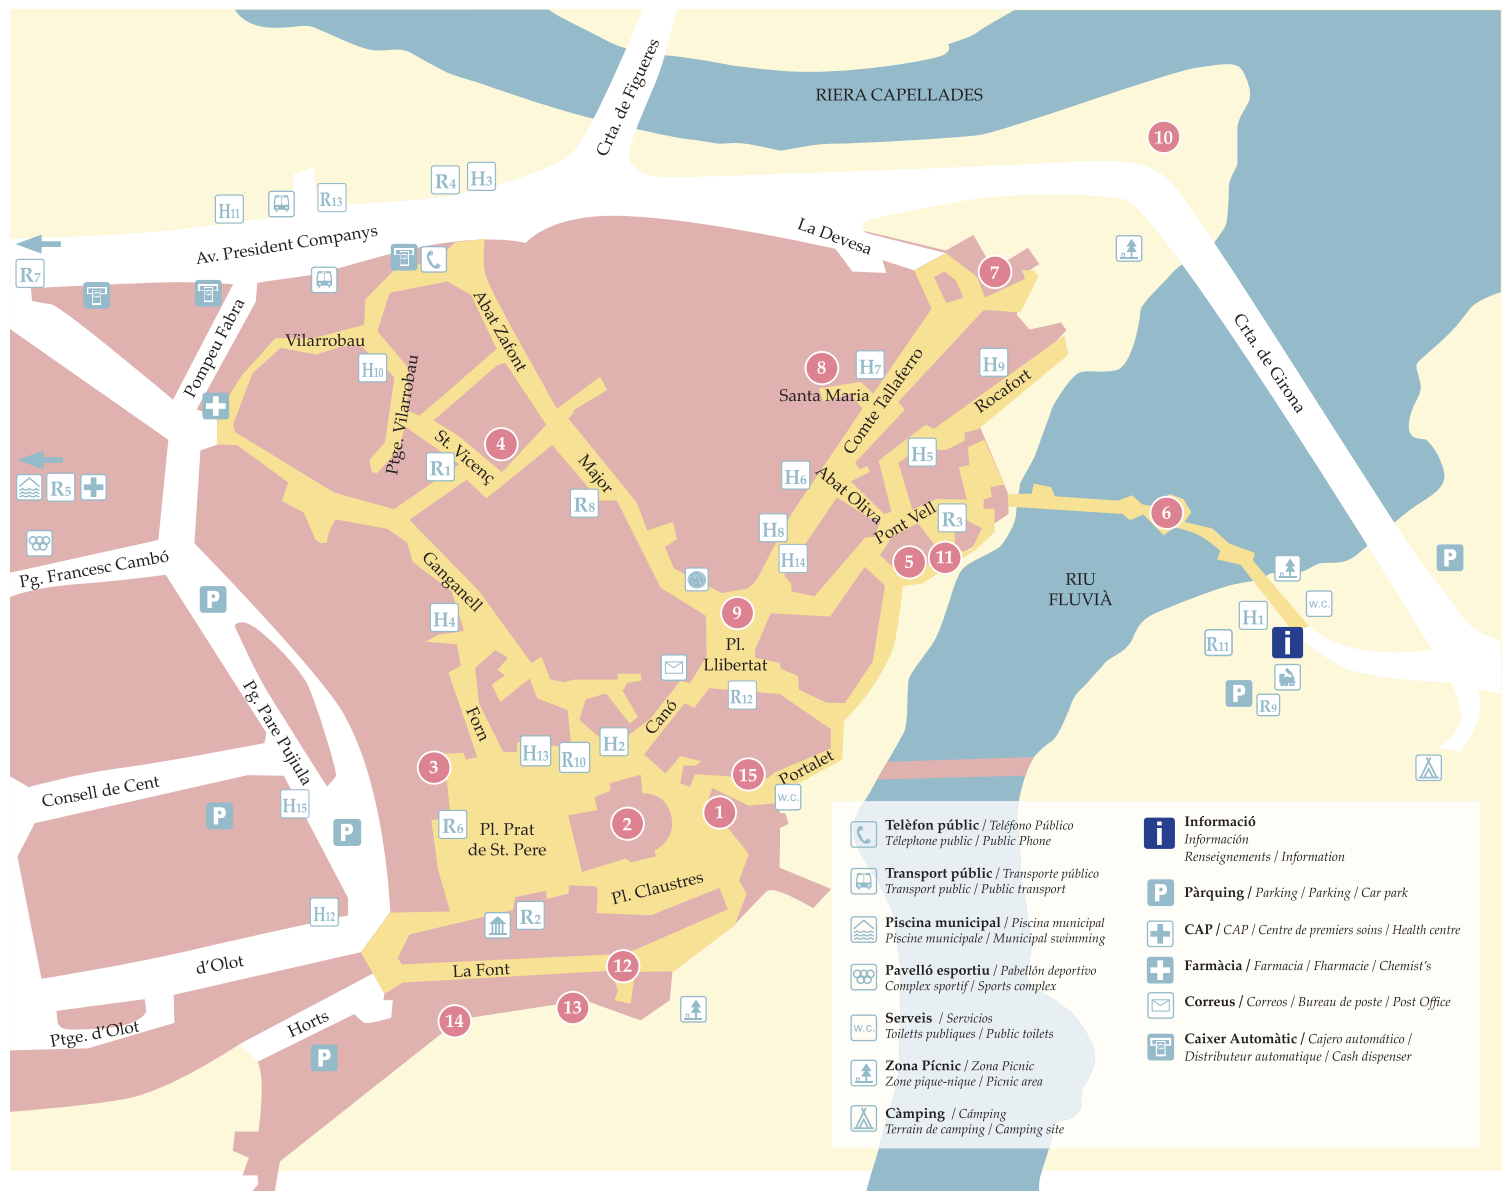 RIERA CAPELLADES
Crta. de Figueres
10
R4
H3
R13
H11
Av. President Companys
La Devesa
R7
7
Pompeu Fabra
Vilarrobau
Abat Zafont
H10
Ptge. Vilarrobau
8
H7
H9
Santa Maria
Comte Tallaferro
Rocafort
Crta. de Girona
4
St. Vicenç
R1
Major
R8
H5
H6
Abat Oliva
R5
Pont Vell
R3
6
H8
H14
5
11
Pg. Francesc Cambó
P
P
Ganganell
H4
RIU
FLUVIÀ
W.C.
H1
R11
i
9
Pl.
Llibertat
P
R9
R12
Pg. Pare Pujiula
Forn
Canó
H13
R10
H2
3
15
Portalet
W.C.
Consell de Cent
H15
P
P
R6
Pl. Prat
de St. Pere
2
1
Pl. Claustres
H12
R2
d'Olot
La Font
12
13
14
Ptge. d'Olot
Horts
P
Telèfon públic / Teléfono Público
Télephone public / Public Phone
Transport públic / Transporte público
Transport public / Public transport
Piscina municipal / Piscina municipal
Piscine municipale / Municipal swimming
Pavelló esportiu / Pabellón deportivo
Complex sportif / Sports complex
W.C.
Serveis / Servicios
Toiletts publiques / Public toilets
Zona Pícnic / Zona Picnic
Zone pique-nique / Picnic area
Càmping / Cámping
Terrain de camping / Camping site
i
Informació
Información
Renseignements / Information
P
Pàrquing / Parking / Parking / Car park
CAP / CAP / Centre de premiers soins / Health centre
Farmàcia / Farmacia / Fharmacie / Chemist's
Correus / Correos / Bureau de poste / Post Office
Caixer Automàtic / Cajero automático /
Distributeur automatique / Cash dispenser